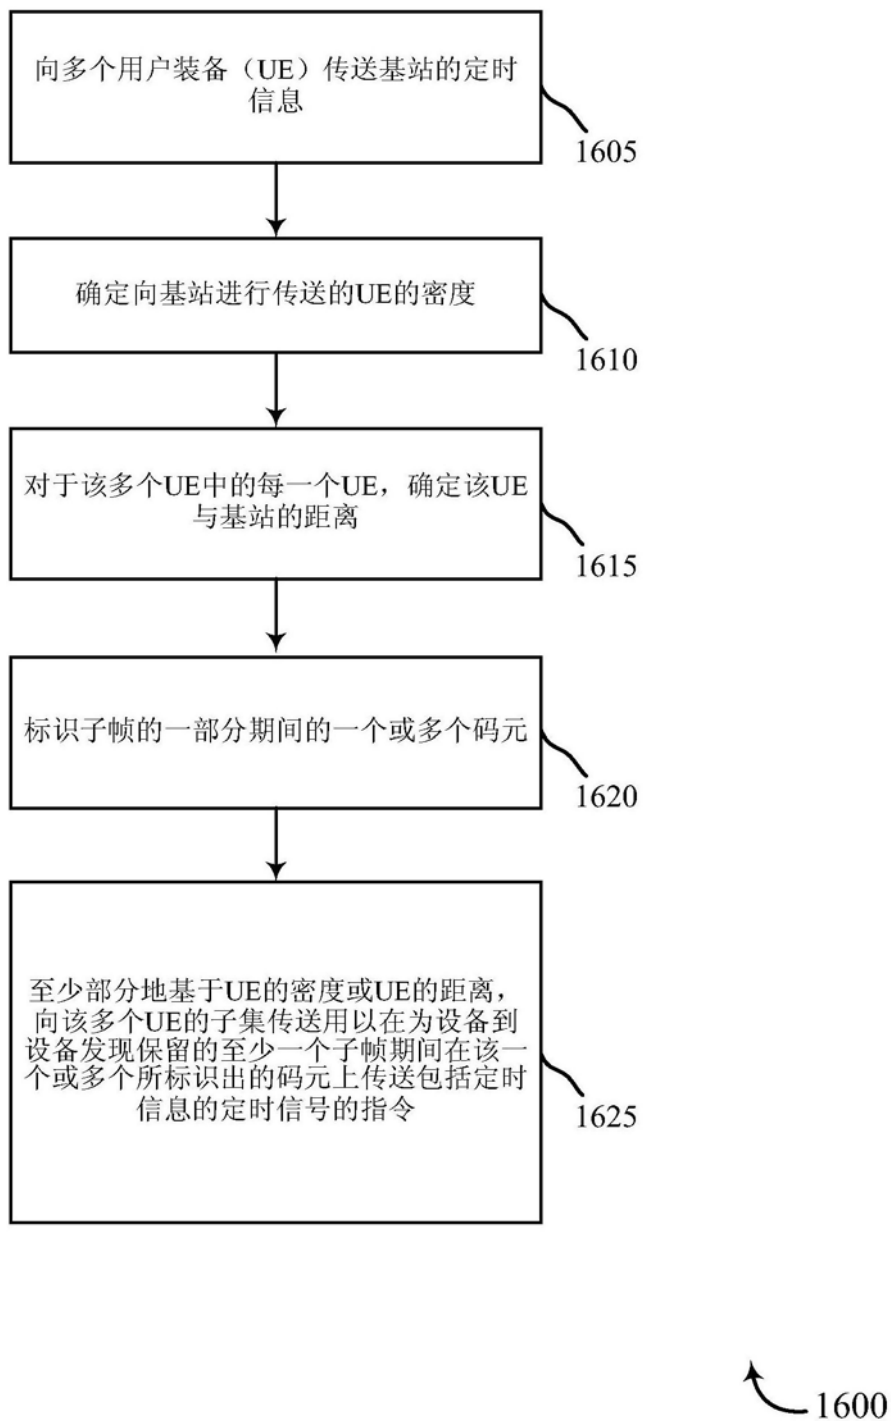 向多个用户装备（UE）传送基站的定时
信息
1605
确定向基站进行传送的UE的密度
1610
对于该多个UE中的每一个UE，确定该UE
与基站的距离
1615
标识子帧的一部分期间的一个或多个码元
1620
至少部分地基于UE的密度或UE的距离，
向该多个UE的子集传送用以在为设备到
设备发现保留的至少一个子帧期间在该一
个或多个所标识出的码元上传送包括定时
信息的定时信号的指令
1625
1600